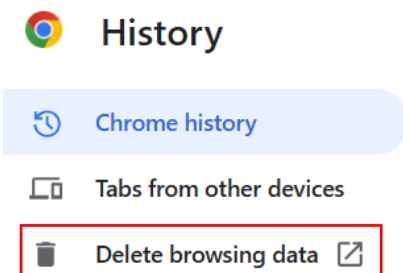 History
Chrome history
Tabs from other devices
Delete browsing data